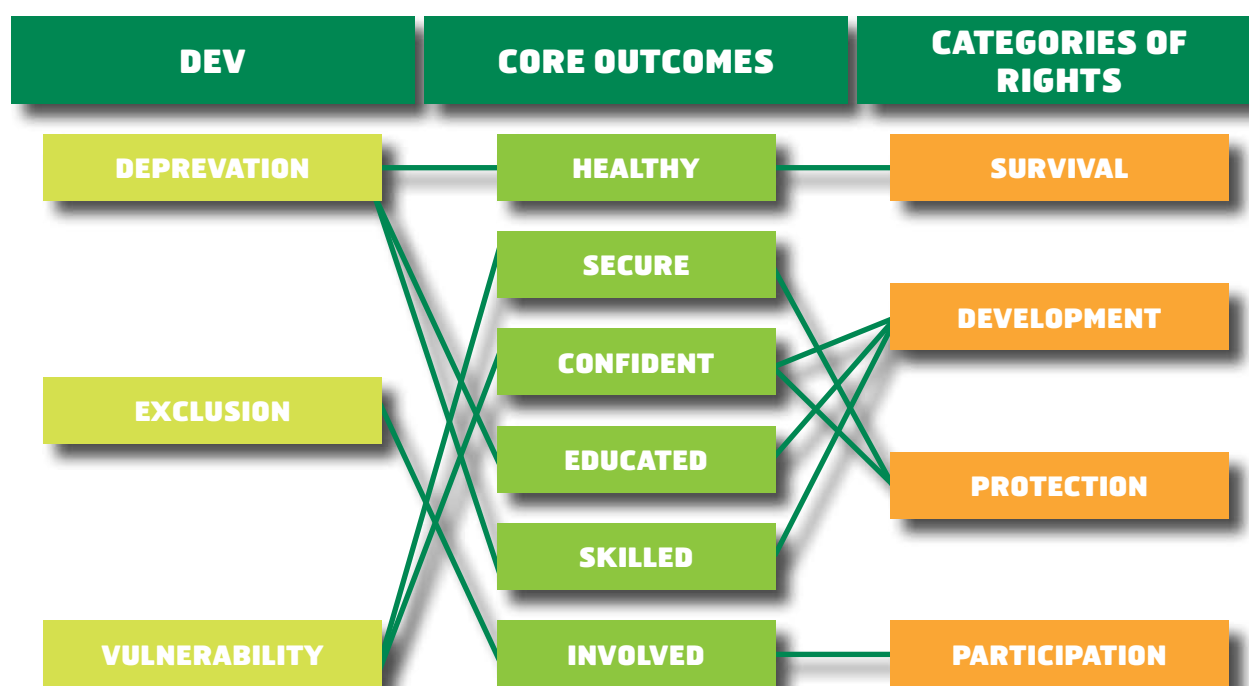 DEV
CORE OUTCOMES
CATEGORIES OF
RIGHTS
DEPREVATION
HEALTHY
SURVIVAL
SECURE
DEVELOPMENT
CONFIDENT
EXCLUSION
EDUCATED
PROTECTION
SKILLED
VULNERABILITY
INVOLVED
PARTICIPATION